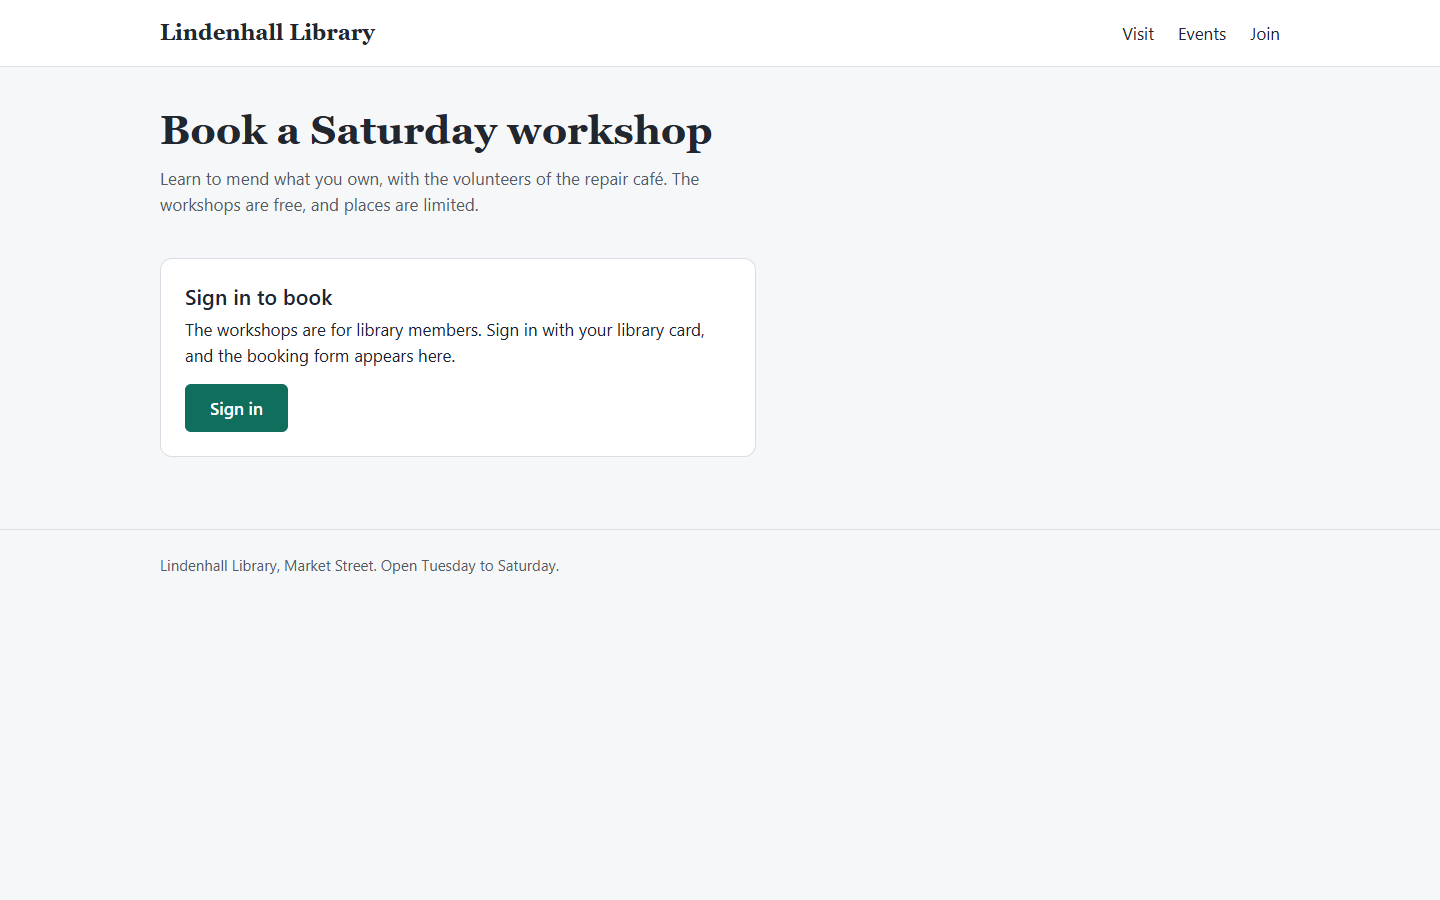 Lindenhall Library
Visit Events Join
Book a Saturday workshop
Learn to mend what you own, with the volunteers of the repair café. The
workshops are free, and places are limited.
Sign in to book
The workshops are for library members. Sign in with your library card,
and the booking form appears here.
Sign in
Lindenhall Library, Market Street. Open Tuesday to Saturday.